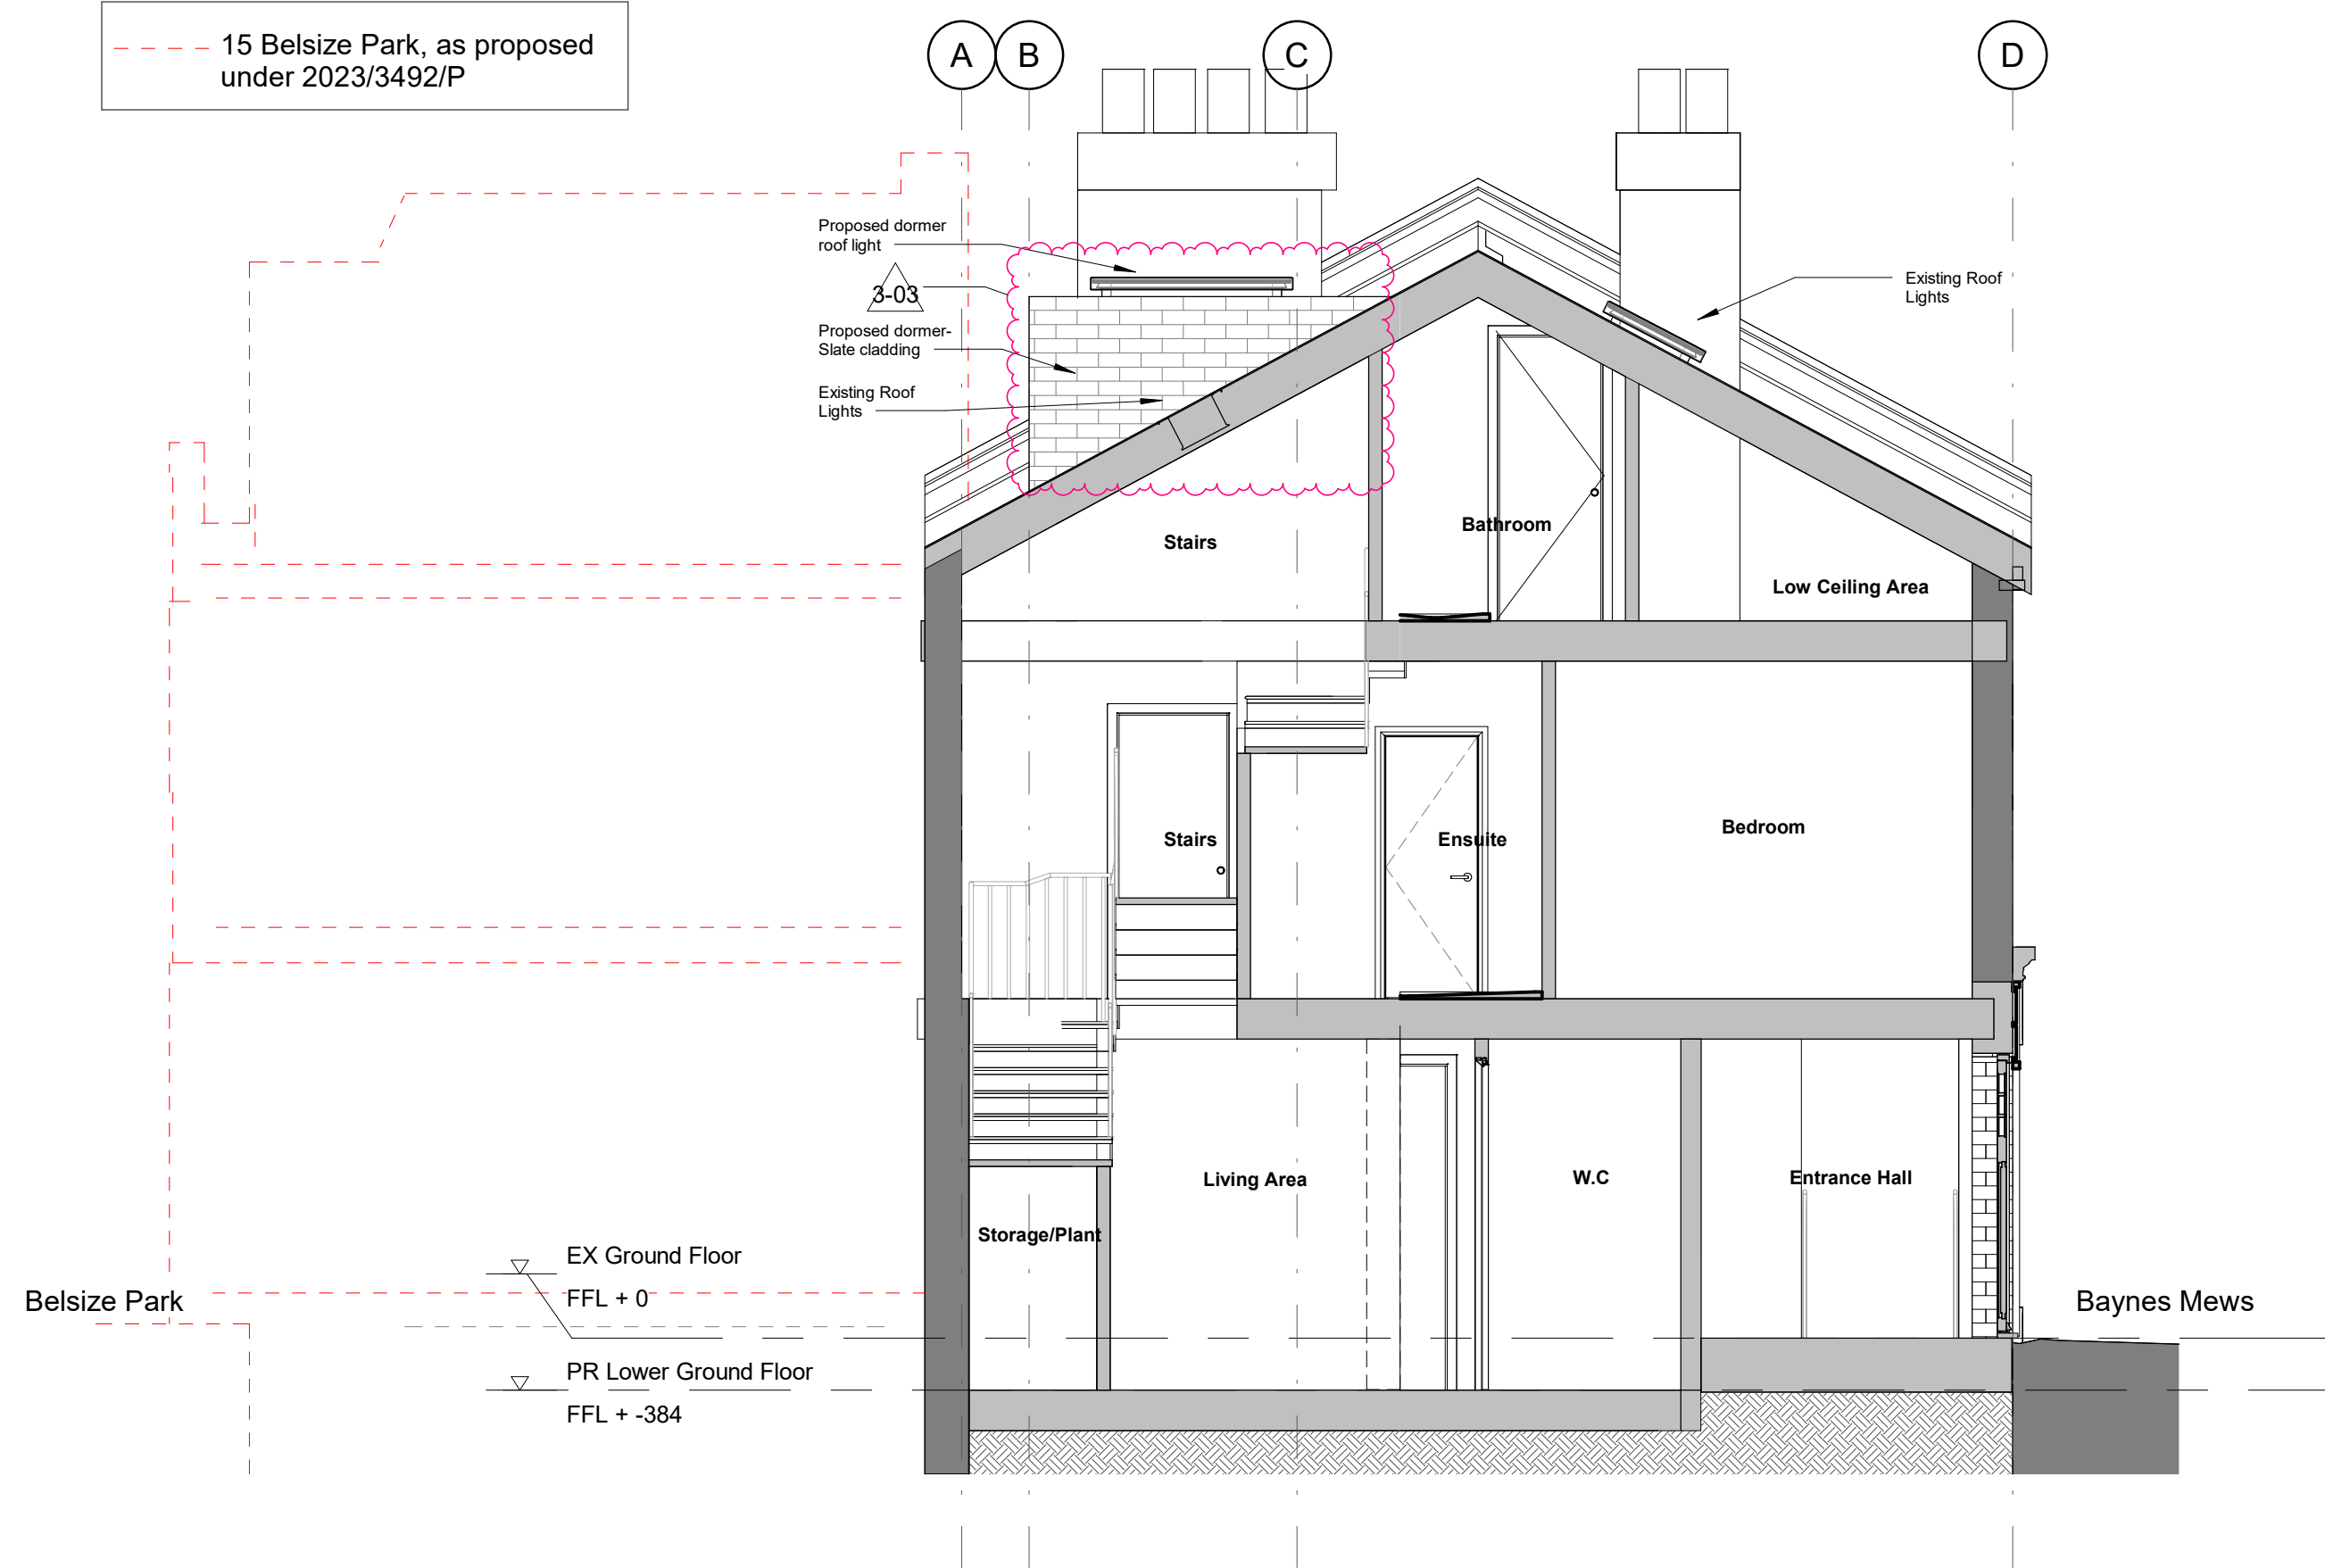 15 Belsize Park, as proposed
under 2023/3492/P
A
B
C
D
Proposed dormer
roof light
3-03
Proposed dormer-
Slate cladding
Existing Roof
Lights
Existing Roof
Lights
Stairs
Bathroom
Low Ceiling Area
Stairs
Ensuite
Bedroom
Living Area
W.C
Entrance Hall
Storage/Plant
EX Ground Floor
FFL + 0
Belsize Park
Baynes Mews
PR Lower Ground Floor
FFL + -384